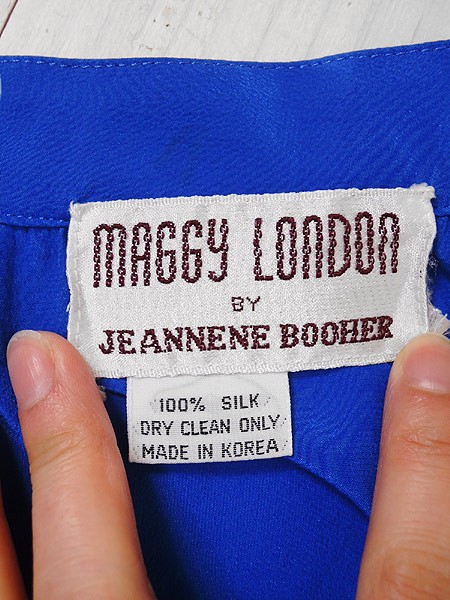 MAGGY LONDON
BY
JEANNENE BOOHER
100% SILK
DRY CLEAN ONLY
MADE IN KOREA